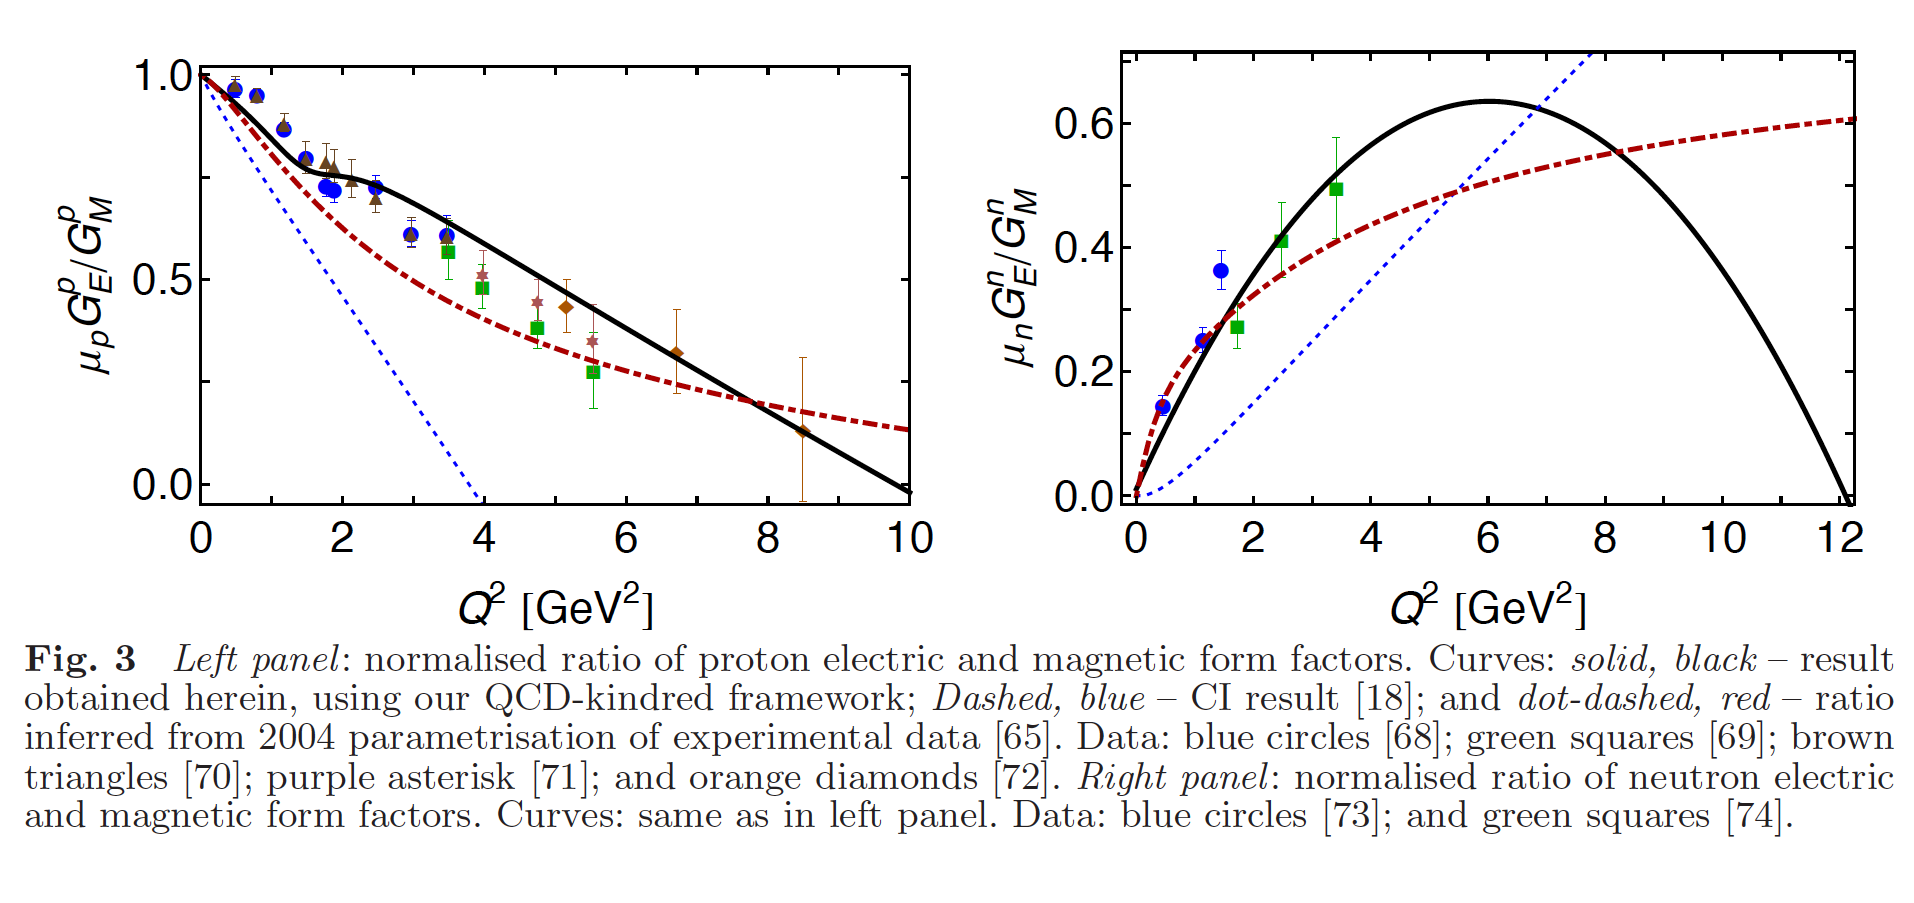 1.0
0.5
0.0
0
2
4
6
8
10
μpG^p_E/G^p_M
Q² [GeV²]
0.6
0.4
0.2
0.0
0
2
4
6
8
10
12
μnG^n_E/G^n_M
Q² [GeV²]
Fig. 3 Left panel: normalised ratio of proton electric and magnetic form factors. Curves: solid, black – result
obtained herein, using our QCD-kindred framework; Dashed, blue – CI result [18]; and dot-dashed, red – ratio
inferred from 2004 parametrisation of experimental data [65]. Data: blue circles [68]; green squares [69]; brown
triangles [70]; purple asterisk [71]; and orange diamonds [72]. Right panel: normalised ratio of neutron electric
and magnetic form factors. Curves: same as in left panel. Data: blue circles [73]; and green squares [74].